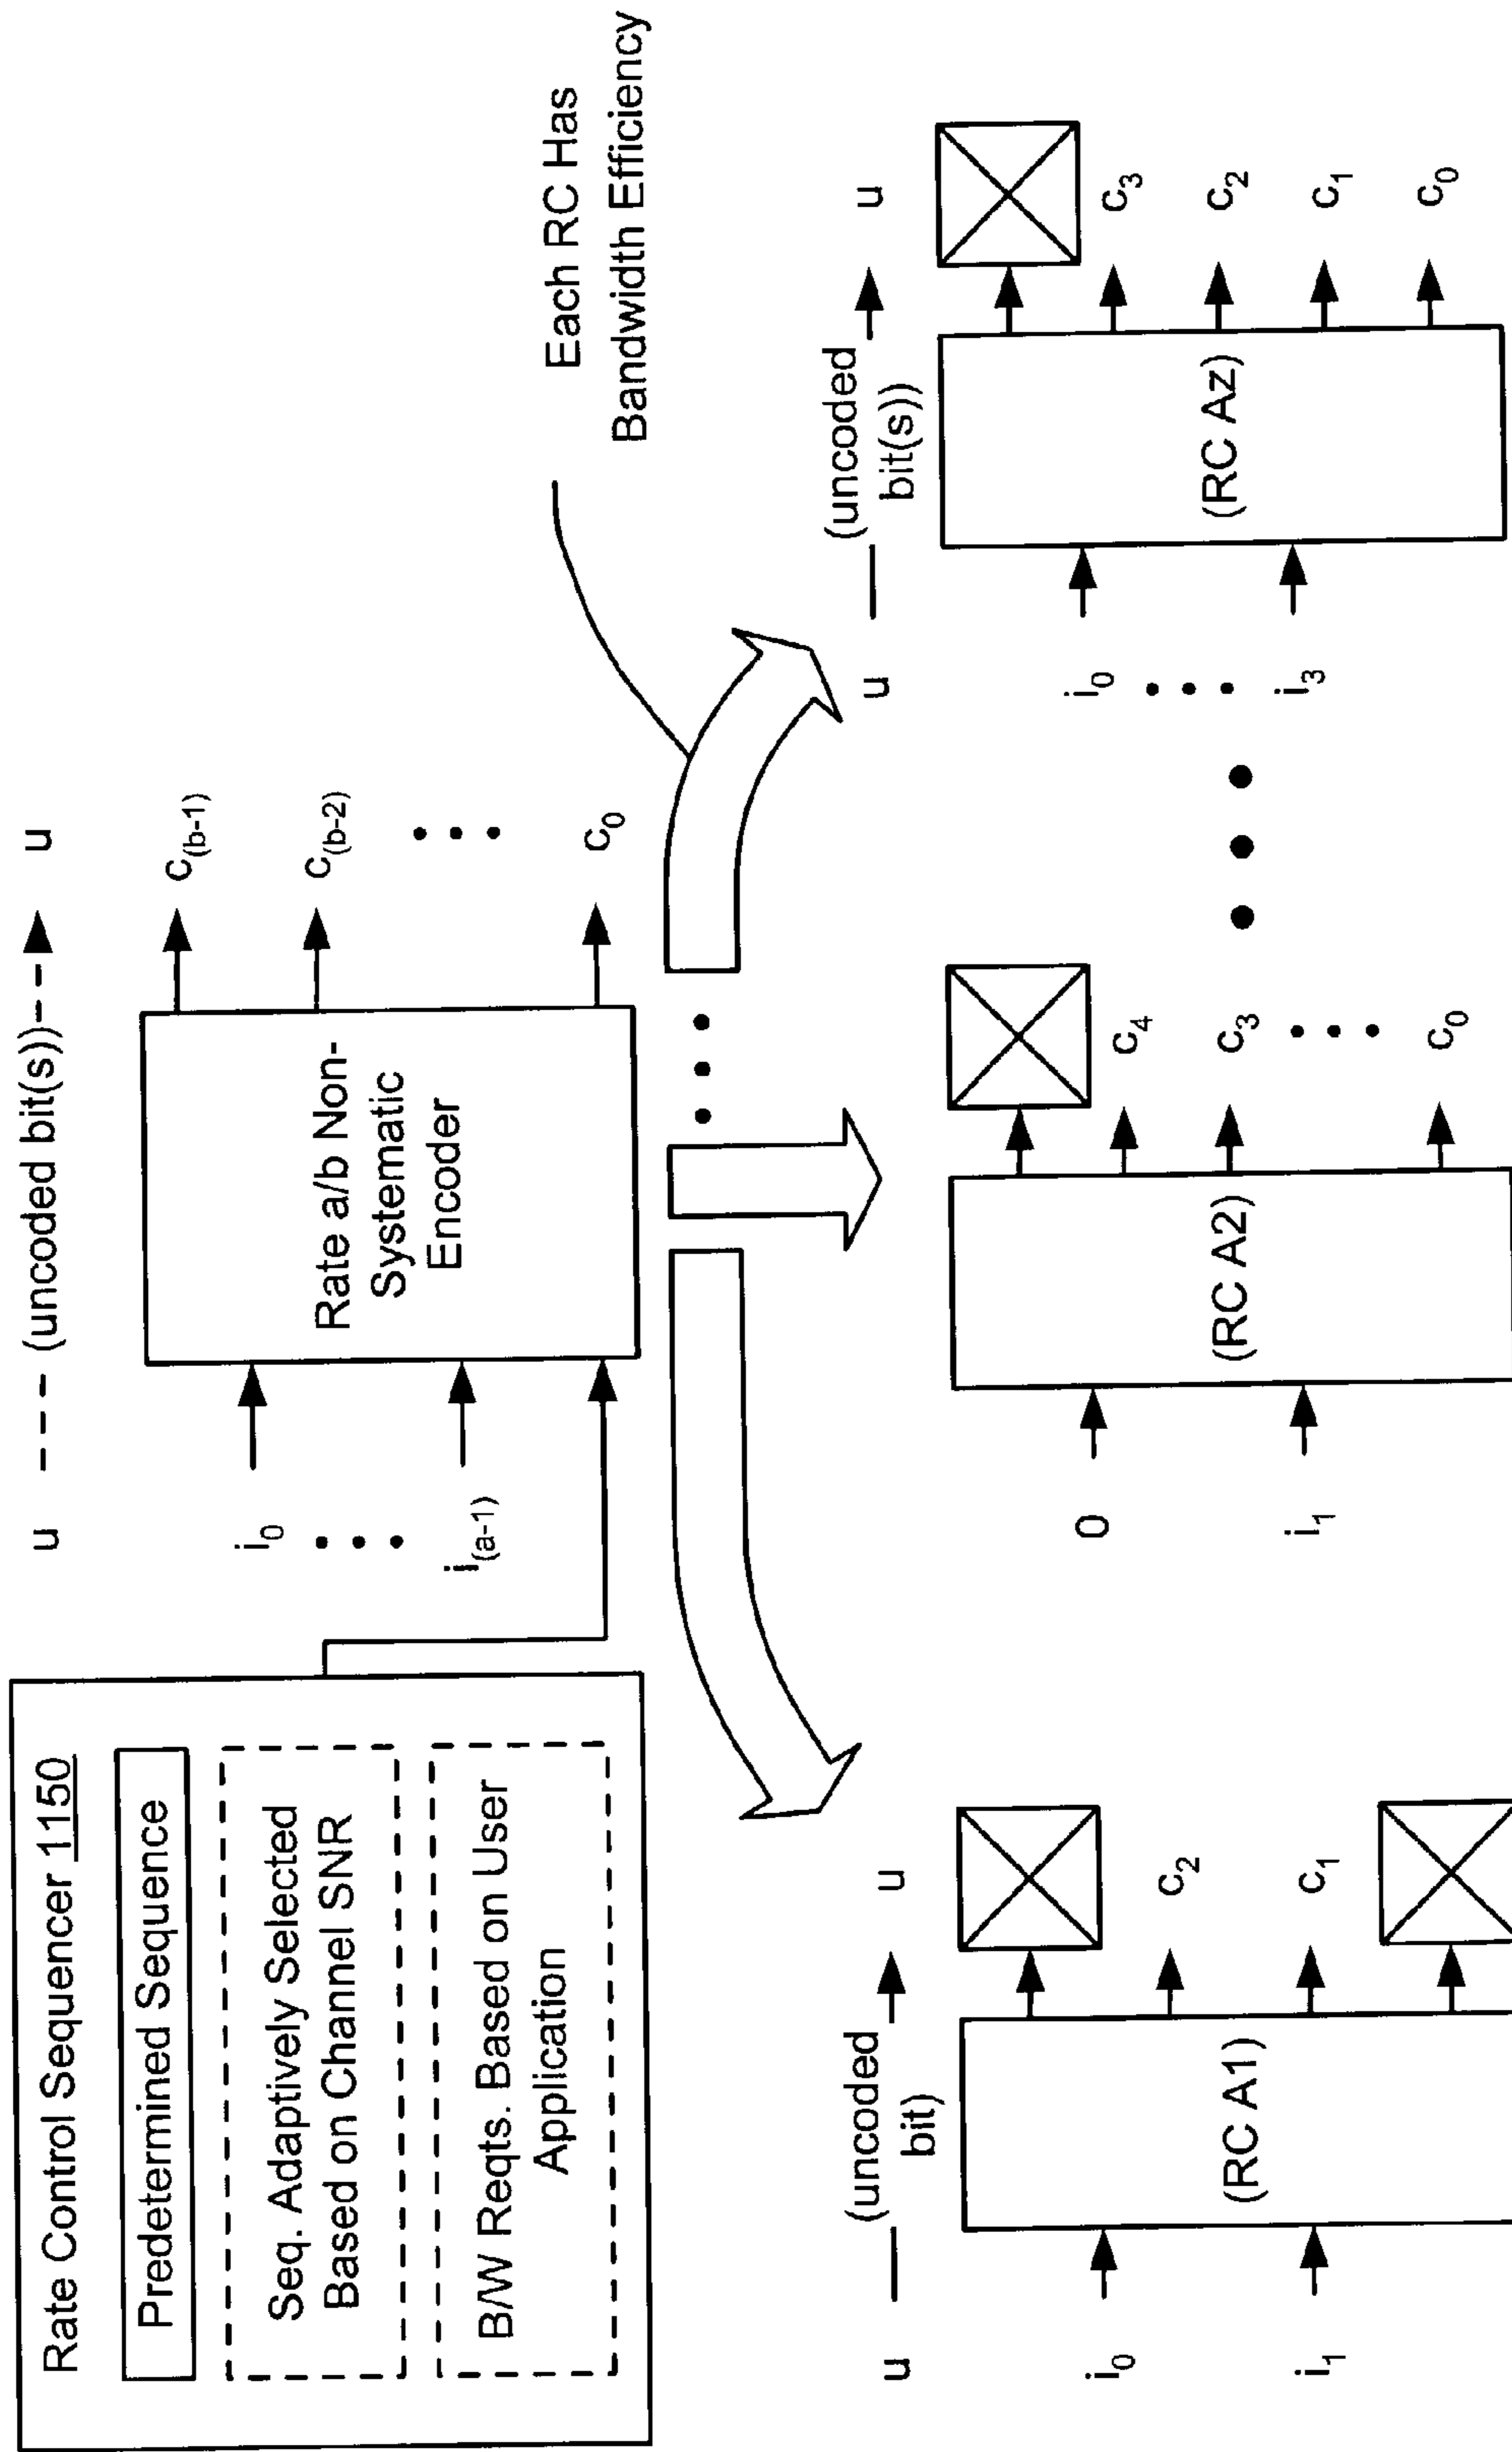 Rate Control Sequencer 1150
Predetermined Sequence
Seq. Adaptively Selected
Based on Channel SNR
B/W Reqts. Based on User
Application
u (uncoded bit(s)) u
i0
i(a-1)
Rate a/b Non-
Systematic
Encoder
c(b-1)
c(b-2)
c0
Each RC Has
Bandwidth Efficiency
u (uncoded u
bit)
i0
i1
(RC A1)
c2
c1
0
i1
(RC A2)
c4
c3
c0
u (uncoded u
bit(s))
i0
i3
(RC Az)
c3
c2
c1
c0